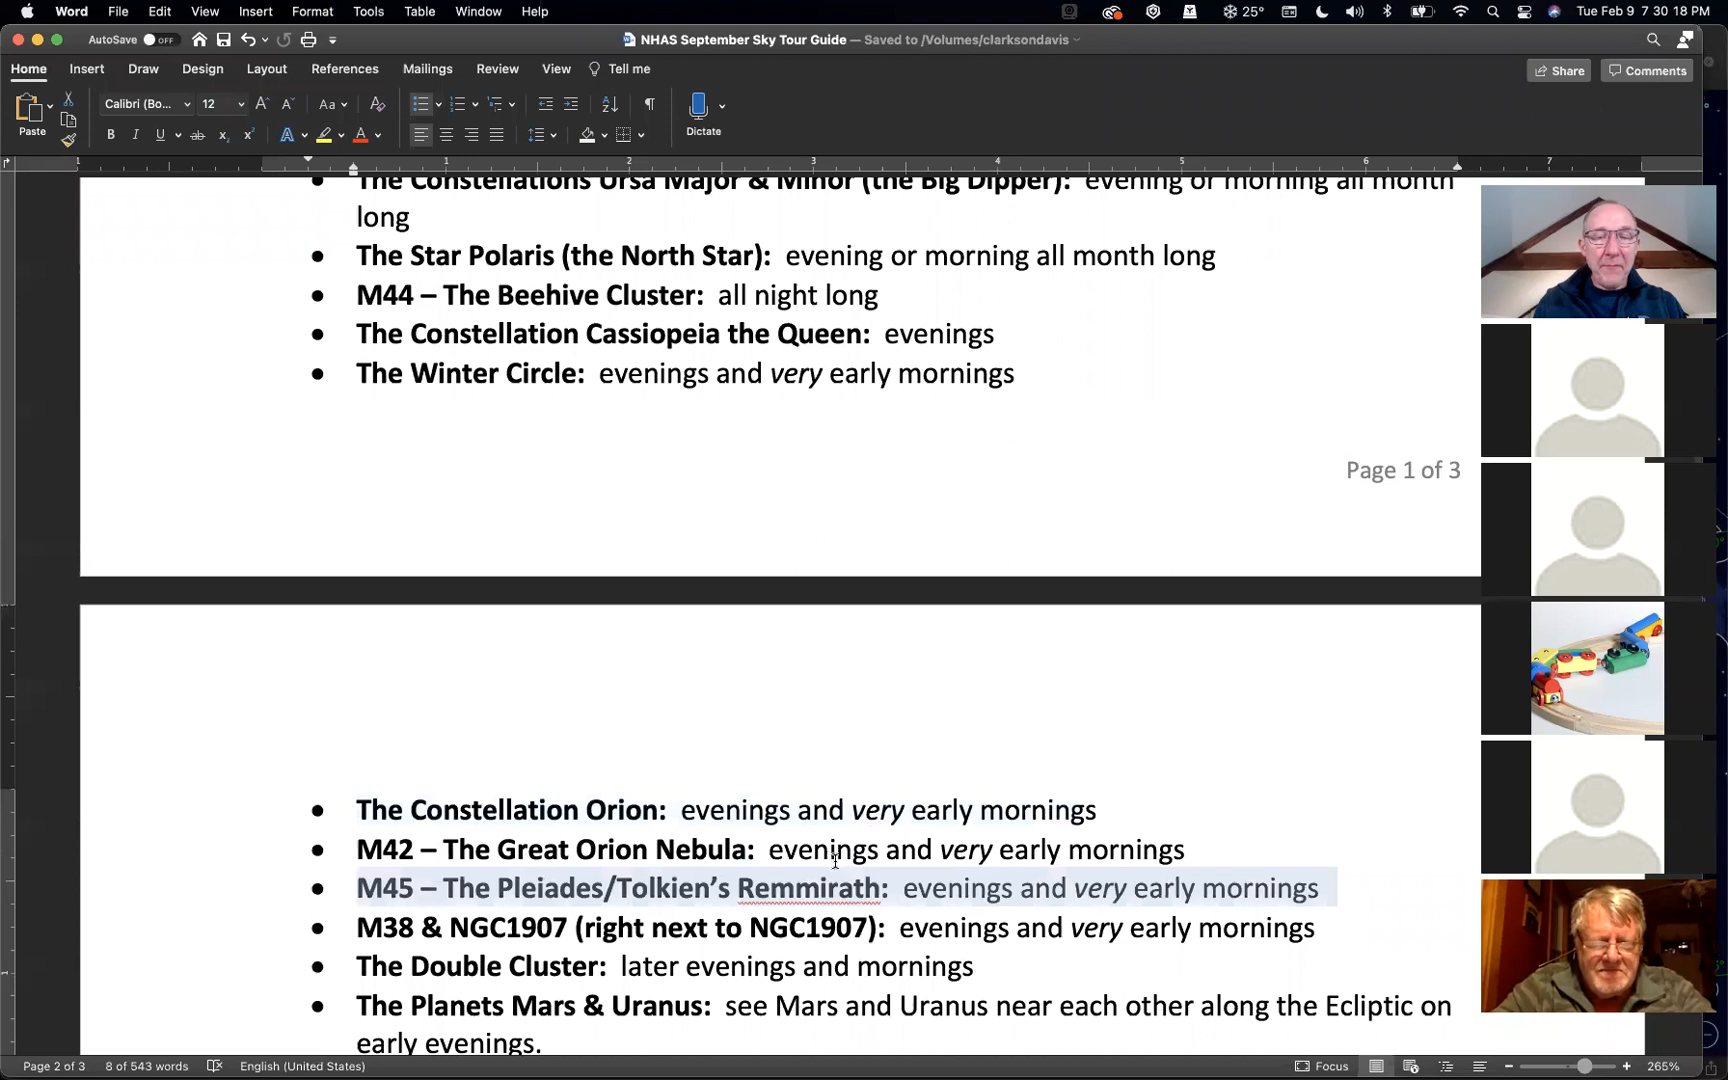 Word File Edit View Insert Format Tools Table Window Help 25° Tue Feb 9 7 30 18 PM
AutoSave OFF NHAS September Sky Tour Guide — Saved to /Volumes/clarksondavis
Home Insert Draw Design Layout References Mailings Review View Tell me Share Comments
Paste Calibri (Bo... 12 Dictate
1 1 2 3 4 5 6 7
The Constellations Ursa Major & Minor (the Big Dipper): evening or morning all month
long
• The Star Polaris (the North Star): evening or morning all month long
• M44 – The Beehive Cluster: all night long
• The Constellation Cassiopeia the Queen: evenings
• The Winter Circle: evenings and very early mornings
Page 1 of 3
• The Constellation Orion: evenings and very early mornings
• M42 – The Great Orion Nebula: evenings and very early mornings
• M45 – The Pleiades/Tolkien’s Remmirath: evenings and very early mornings
• M38 & NGC1907 (right next to NGC1907): evenings and very early mornings
• The Double Cluster: later evenings and mornings
• The Planets Mars & Uranus: see Mars and Uranus near each other along the Ecliptic on
early evenings.
Page 2 of 3 8 of 543 words English (United States) Focus 265%